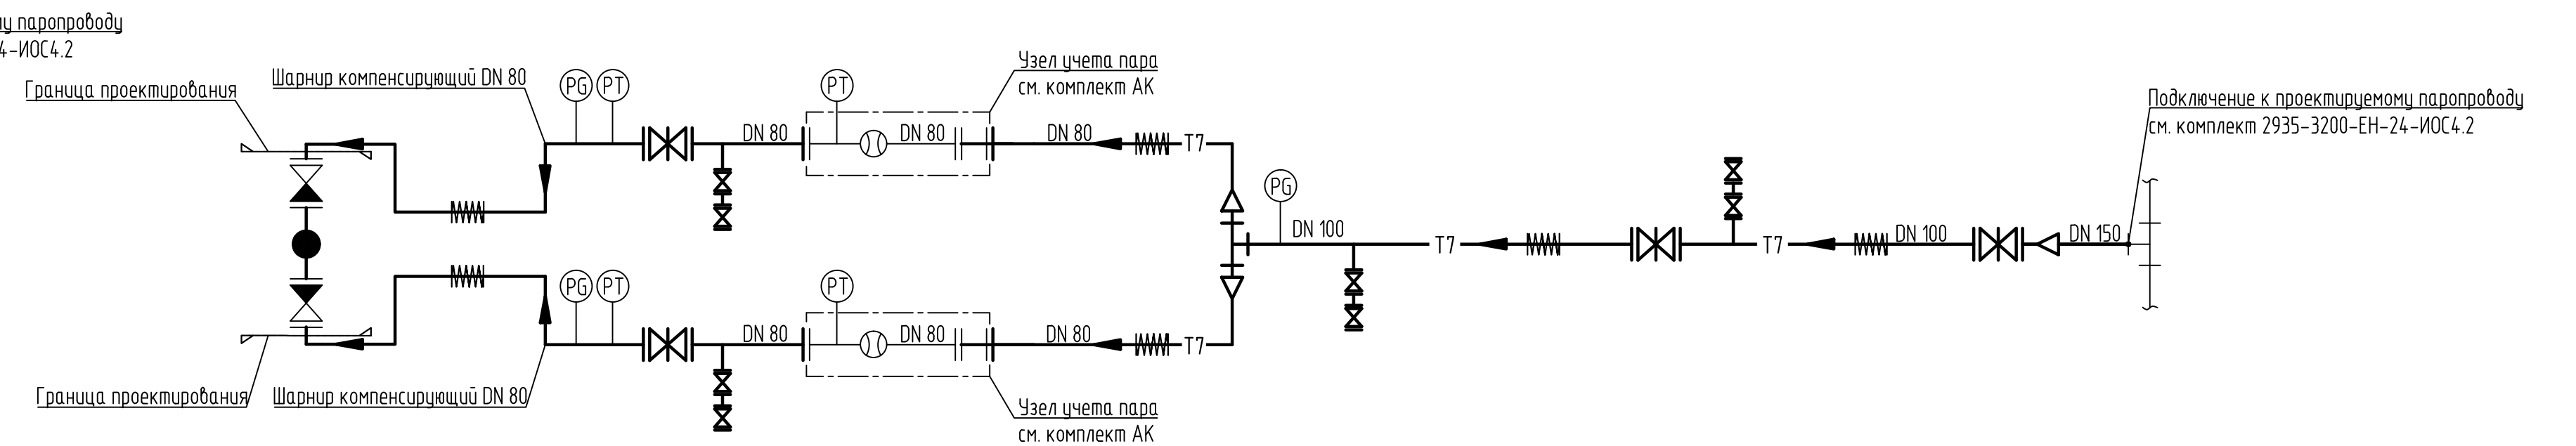 му паропроводу
4-ИОС4.2
Граница проектирования
Шарнир компенсирующий DN 80
PG
PT
PT
Узел учета пара
см. комплект АК
Подключение к проектируемому паропроводу
см. комплект 2935-3200-ЕН-24-ИОС4.2
DN 80
DN 80
DN 80
T7
PG
DN 100
T7
T7
DN 100
DN 150
PG
PT
PT
DN 80
DN 80
DN 80
T7
Граница проектирования
Шарнир компенсирующий DN 80
Узел учета пара
см. комплект АК